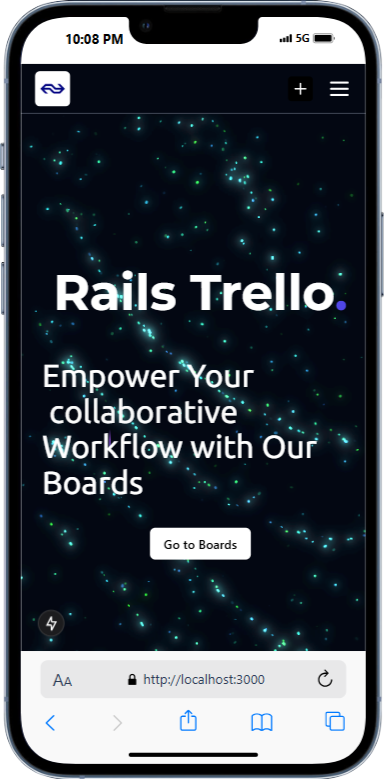 10:08 PM 5G
Rails Trello.
Empower Your
collaborative
Workflow with Our
Boards
Go to Boards
AA http://localhost:3000